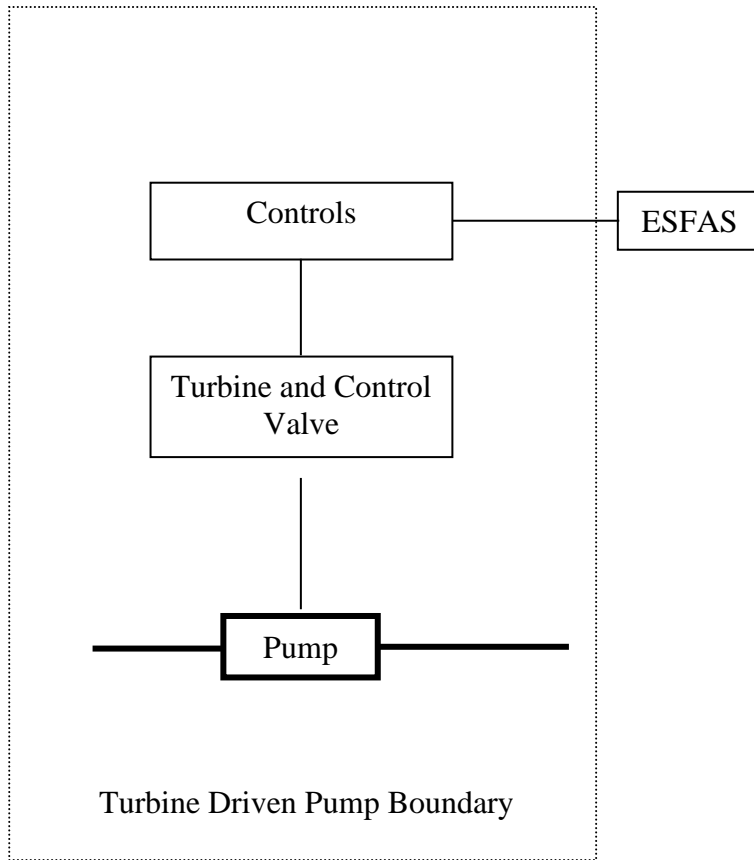 Controls
ESFAS
Turbine and Control
Valve
Pump
Turbine Driven Pump Boundary